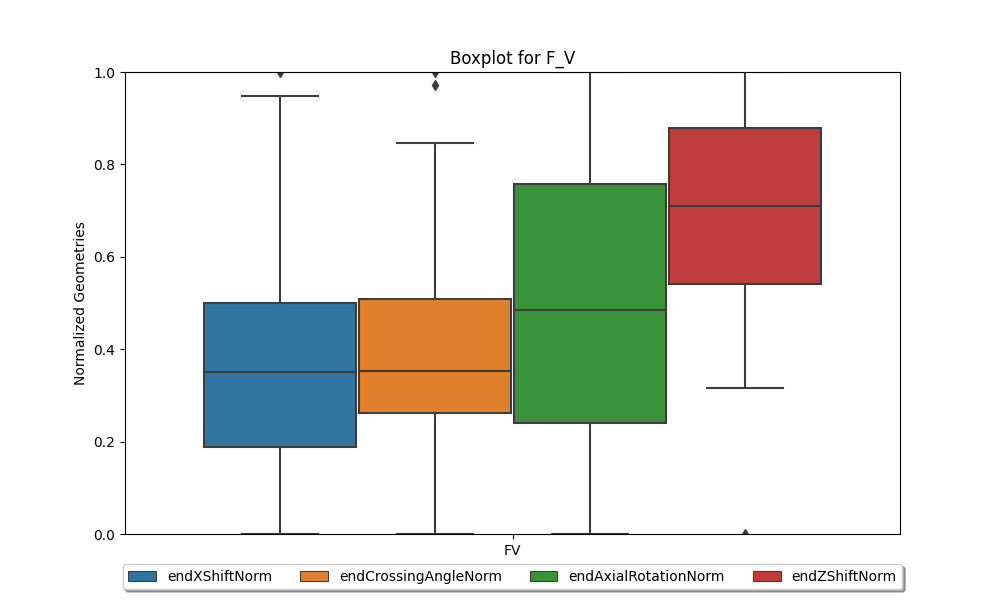 Boxplot for F_V
1.0
0.8
0.6
0.4
0.2
0.0
Normalized Geometries
FV
endXShiftNorm endCrossingAngleNorm endAxialRotationNorm endZShiftNorm